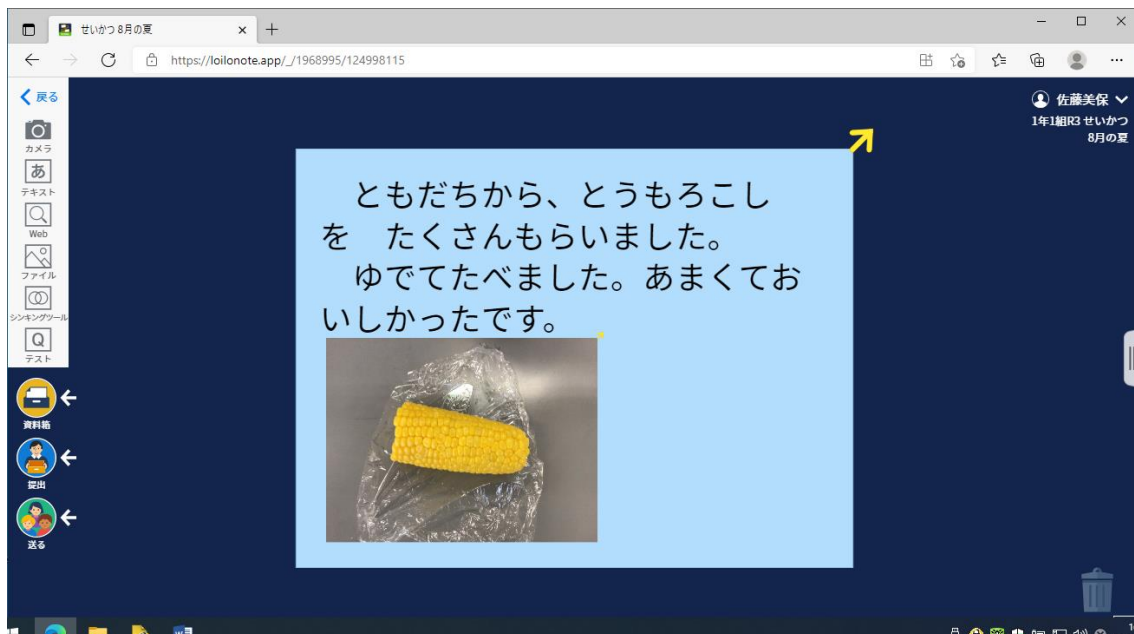 せいかつ 8月の夏
https://loilonote.app/_/1968995/124998115
戻る
佐藤美保
1年1組R3 せいかつ
8月の夏
カメラ
あ
テキスト
Web
ファイル
シンキングツール
Q
テスト
資料箱
提出
送る
ともだちから、とうもろこし
を　たくさんもらいました。
ゆでてたべました。あまくてお
いしかったです。